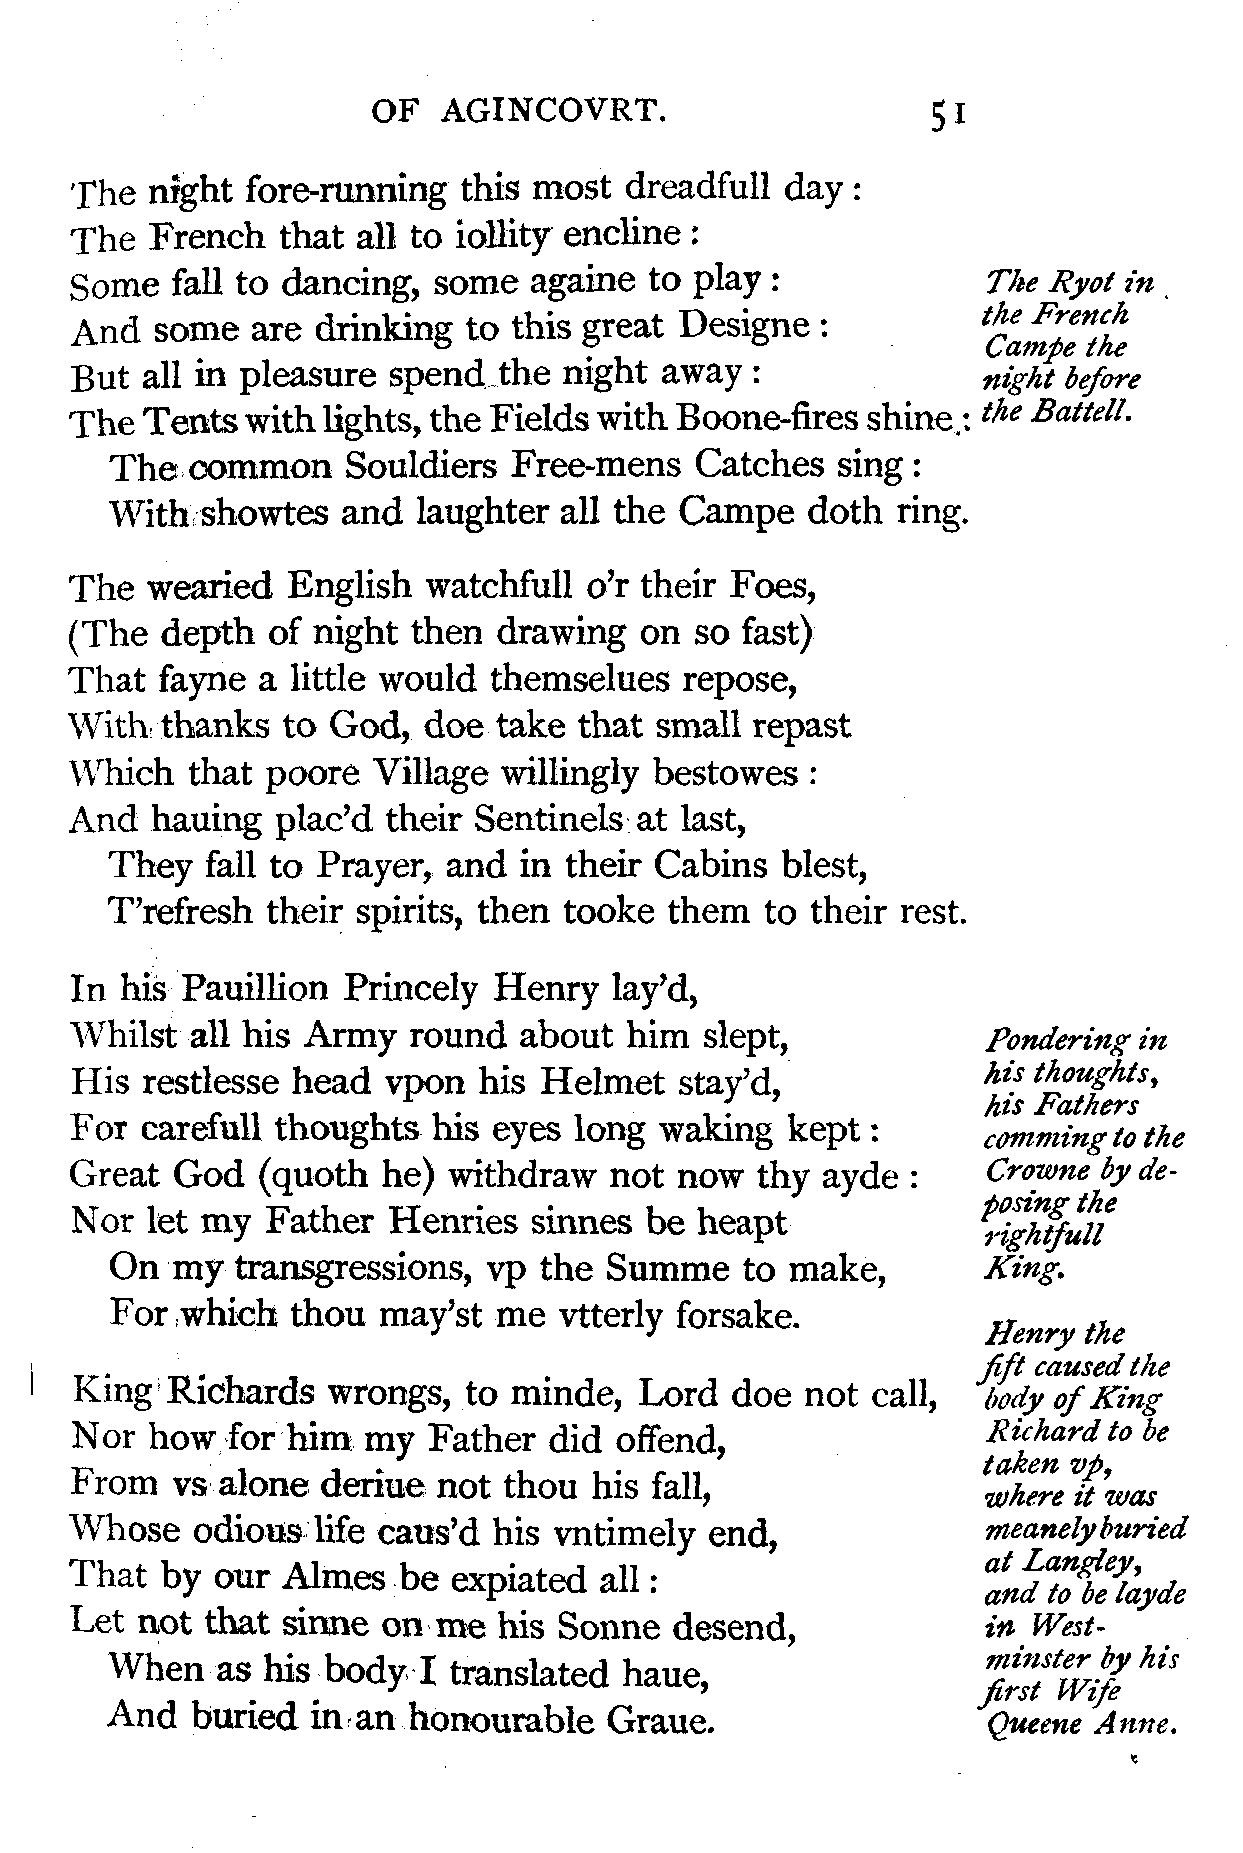 OF AGINCOVRT. 51
The night fore-running this most dreadfull day :
The French that all to iollity encline :
Some fall to dancing, some againe to play :
And some are drinking to this great Designe :
But all in pleasure spend the night away :
The Tents with lights, the Fields with Boone-fires shine :
The common Souldiers Free-mens Catches sing :
With showtes and laughter all the Campe doth ring.
The Ryot in
the French
Campe the
night before
the Battell.
The wearied English watchfull o'r their Foes,
(The depth of night then drawing on so fast)
That fayne a little would themselues repose,
With thanks to God, doe take that small repast
Which that poore Village willingly bestowes :
And hauing plac'd their Sentinels at last,
They fall to Prayer, and in their Cabins blest,
T'refresh their spirits, then tooke them to their rest.
In his Pauillion Princely Henry lay'd,
Whilst all his Army round about him slept,
His restlesse head vpon his Helmet stay'd,
For carefull thoughts his eyes long waking kept :
Great God (quoth he) withdraw not now thy ayde :
Nor let my Father Henries sinnes be heapt
On my transgressions, vp the Summe to make,
For which thou may'st me vtterly forsake.
Pondering in
his thoughts,
his Fathers
comming to the
Crowne by de-
posing the
rightfull
King.
King Richards wrongs, to minde, Lord doe not call,
Nor how for him my Father did offend,
From vs alone deriue not thou his fall,
Whose odious life caus'd his vntimely end,
That by our Almes be expiated all :
Let not that sinne on me his Sonne desend,
When as his body I translated haue,
And buried in an honourable Graue.
Henry the
fift caused the
body of King
Richard to be
taken vp,
where it was
meanely buried
at Langley,
and to be layde
in West-
minster by his
first Wife
Queene Anne.